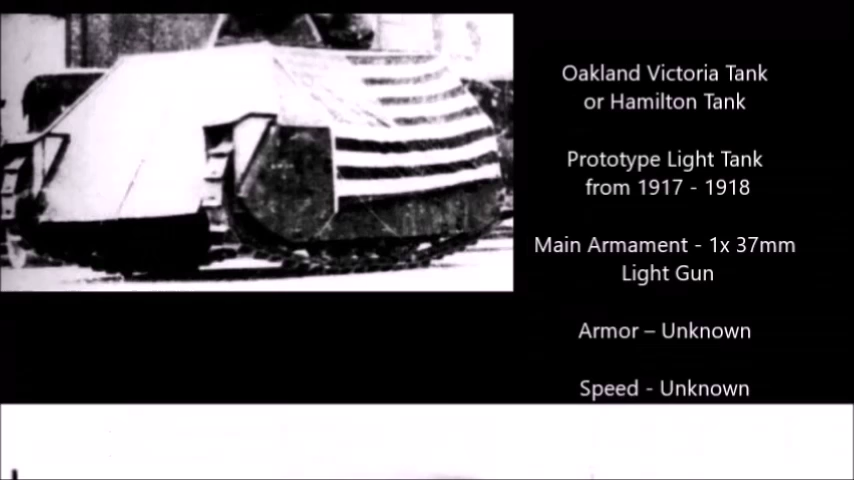 Oakland Victoria Tank
or Hamilton Tank
Prototype Light Tank
from 1917 - 1918
Main Armament - 1x 37mm
Light Gun
Armor – Unknown
Speed - Unknown